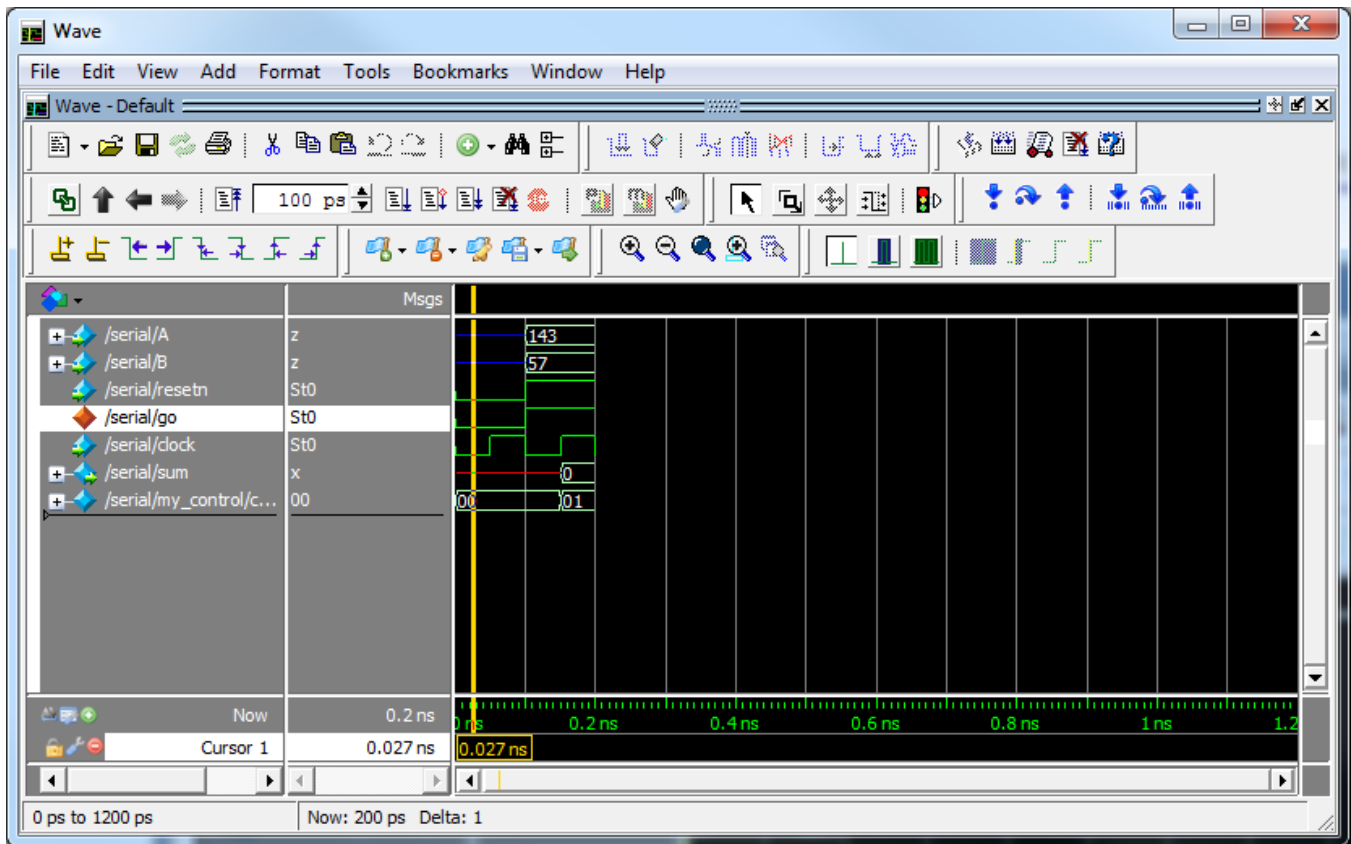 Wave
File Edit View Add Format Tools Bookmarks Window Help
Wave - Default
100 ps
Msgs
/serial/A z 143
/serial/B z 57
/serial/resetn St0
/serial/go St0
/serial/clock St0
/serial/sum x 0
/serial/my_control/c... 00 00 01
Now 0.2 ns 0.2 ns 0.4 ns 0.6 ns 0.8 ns 1 ns 1.2
Cursor 1 0.027 ns 0.027 ns
0 ps to 1200 ps Now: 200 ps Delta: 1